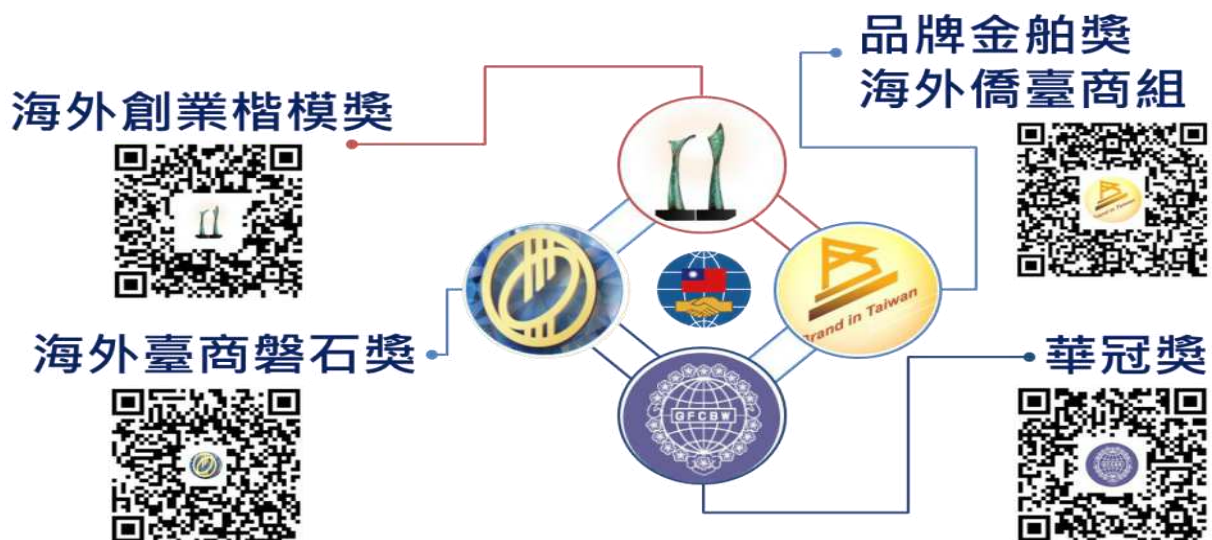 海外創業楷模獎
品牌金舶獎
海外僑臺商組
Brand in Taiwan
海外臺商磐石獎
GFCBW
華冠獎